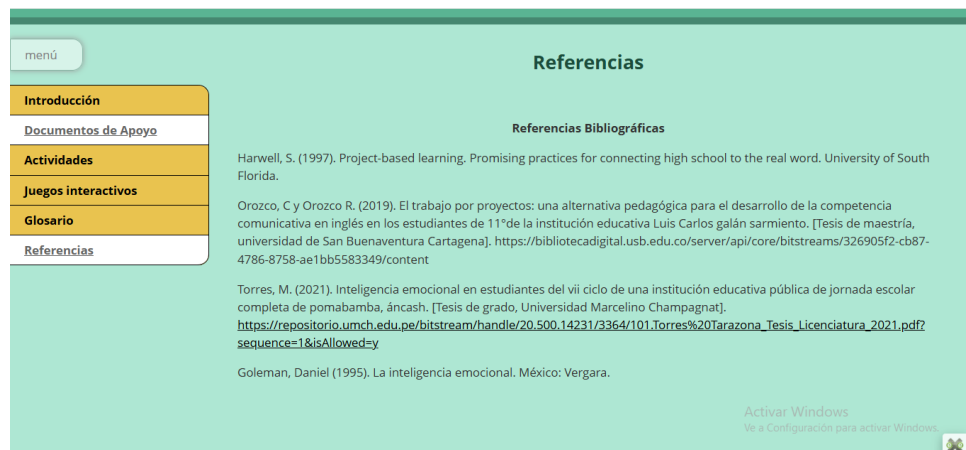 menú
Introducción
Documentos de Apoyo
Actividades
Juegos interactivos
Glosario
Referencias
Referencias
Referencias Bibliográficas
Harwell, S. (1997). Project-based learning. Promising practices for connecting high school to the real word. University of South
Florida.
Orozco, C y Orozco R. (2019). El trabajo por proyectos: una alternativa pedagógica para el desarrollo de la competencia
comunicativa en inglés en los estudiantes de 11°de la institución educativa Luis Carlos galán sarmiento. [Tesis de maestría,
universidad de San Buenaventura Cartagena]. https://bibliotecadigital.usb.edu.co/server/api/core/bitstreams/326905f2-cb87-
4786-8758-ae1bb5583349/content
Torres, M. (2021). Inteligencia emocional en estudiantes del vii ciclo de una institución educativa pública de jornada escolar
completa de pomabamba, áncash. [Tesis de grado, Universidad Marcelino Champagnat].
https://repositorio.umch.edu.pe/bitstream/handle/20.500.14231/3364/101.Torres%20Tarazona_Tesis_Licenciatura_2021.pdf?
sequence=1&isAllowed=y
Goleman, Daniel (1995). La inteligencia emocional. México: Vergara.
Activar Windows
Ve a Configuración para activar Windows.